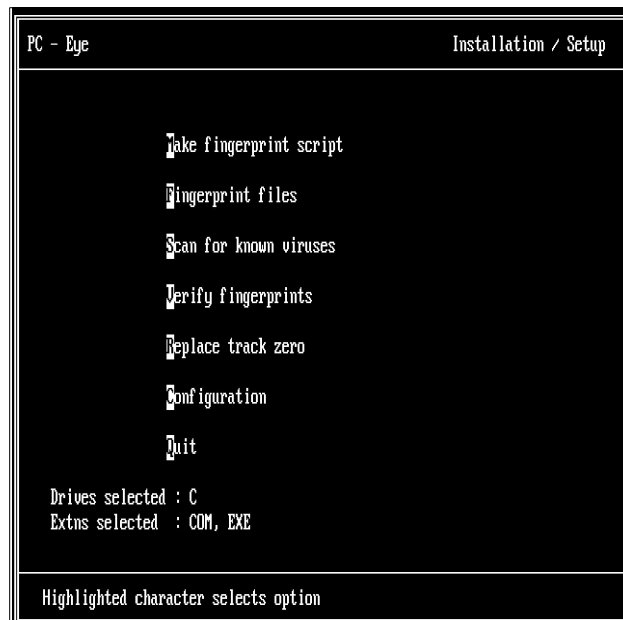 PC - Eye Installation / Setup
Make fingerprint script
Fingerprint files
Scan for known viruses
Verify fingerprints
Replace track zero
Configuration
Quit
Drives selected : C
Extns selected : COM, EXE
Highlighted character selects option